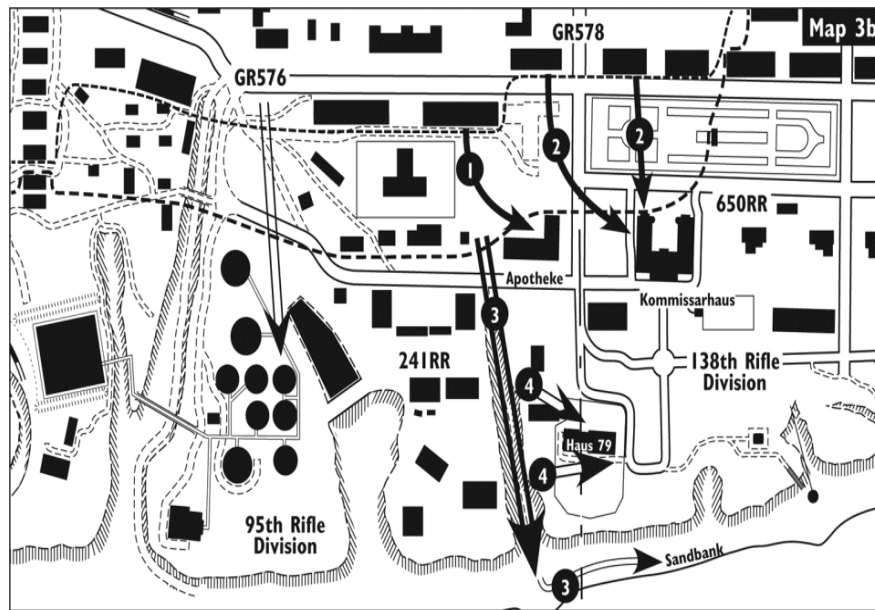 Map 3b
GR578
GR576
1
2
2
650RR
Apotheke
Kommissarhaus
3
241RR
138th Rifle
Division
4
Haus 79
4
95th Rifle
Division
Sandbank
3